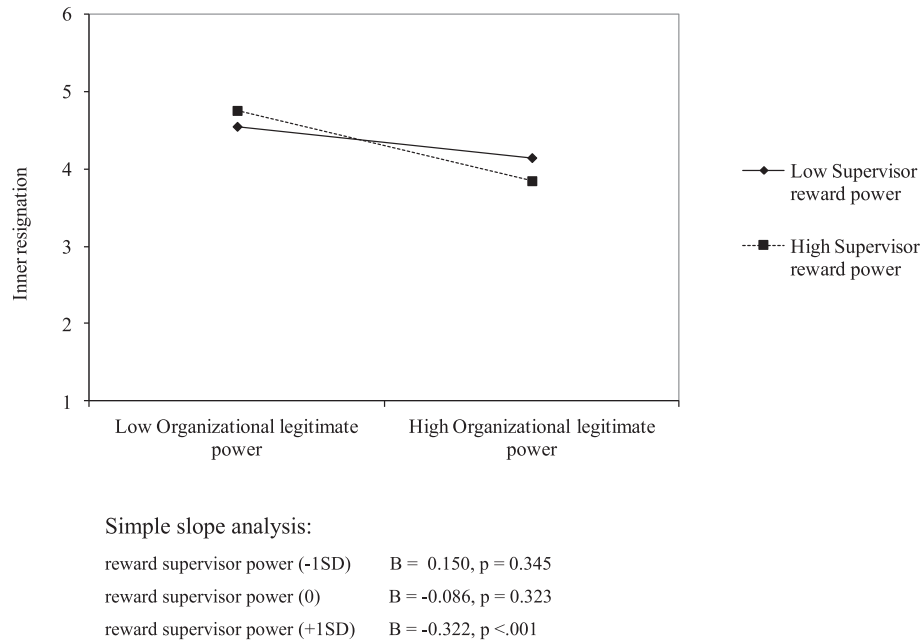 6
5
4
3
2
1
Inner resignation
Low Organizational legitimate
power
High Organizational legitimate
power
Low Supervisor
reward power
High Supervisor
reward power
Simple slope analysis:
reward supervisor power (-1SD) B = 0.150, p = 0.345
reward supervisor power (0) B = -0.086, p = 0.323
reward supervisor power (+1SD) B = -0.322, p <.001